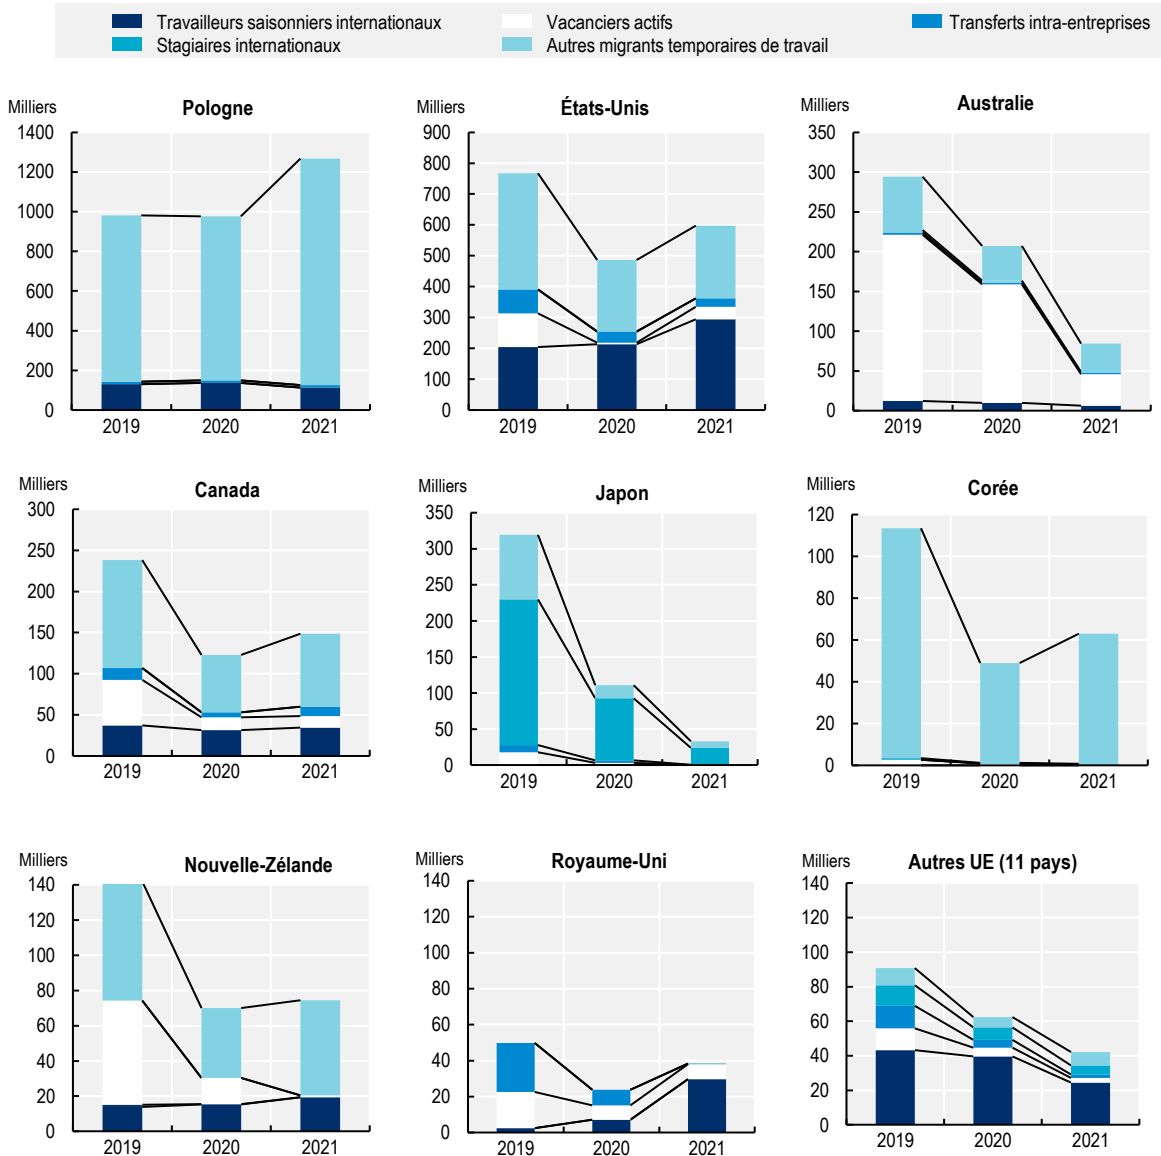 Travailleurs saisonniers internationaux
Vacanciers actifs
Transferts intra-entreprises
Stagiaires internationaux
Autres migrants temporaires de travail
Milliers
Pologne
1400
1200
1000
800
600
400
200
0
2019 2020 2021
Milliers
États-Unis
900
800
700
600
500
400
300
200
100
0
2019 2020 2021
Milliers
Australie
350
300
250
200
150
100
50
0
2019 2020 2021
Milliers
Canada
300
250
200
150
100
50
0
2019 2020 2021
Milliers
Japon
350
300
250
200
150
100
50
0
2019 2020 2021
Milliers
Corée
120
100
80
60
40
20
0
2019 2020 2021
Milliers
Nouvelle-Zélande
140
120
100
80
60
40
20
0
2019 2020 2021
Milliers
Royaume-Uni
140
120
100
80
60
40
20
0
2019 2020 2021
Milliers
Autres UE (11 pays)
140
120
100
80
60
40
20
0
2019 2020 2021